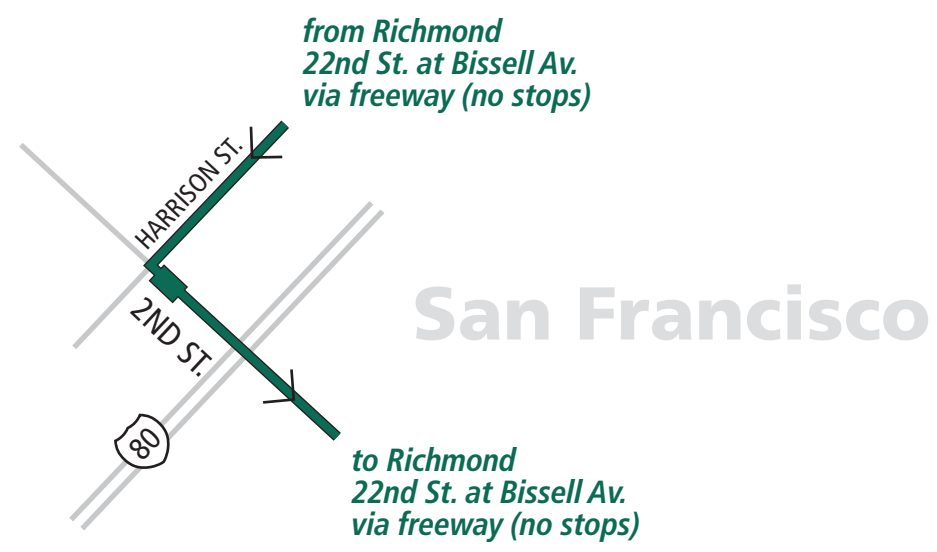 from Richmond
22nd St. at Bissell Av.
via freeway (no stops)
HARRISON ST.
San Francisco
2ND ST.
80
to Richmond
22nd St. at Bissell Av.
via freeway (no stops)